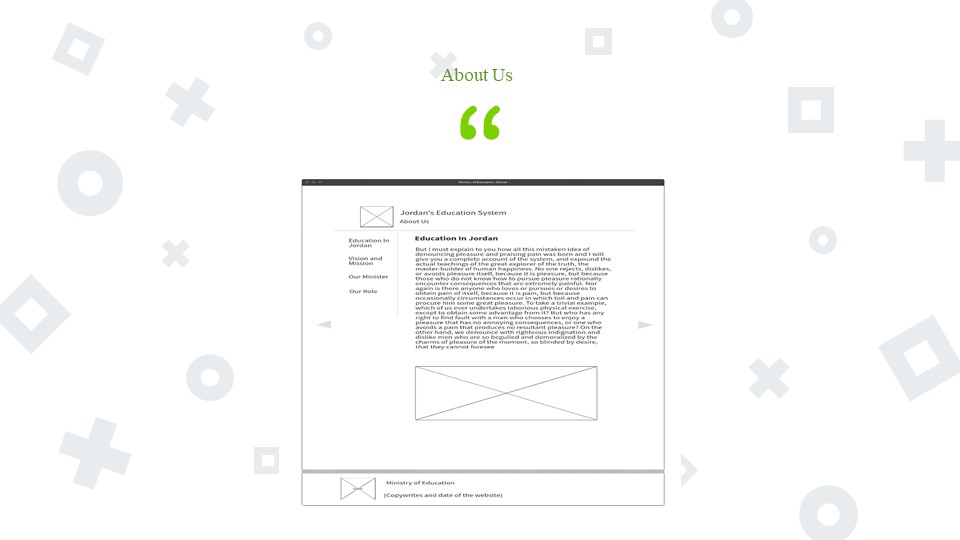 About Us
“
Ministry of Education School
Jordan's Education System
About Us
Education In
Jordan
Vision and
Mission
Our Minister
Our Role
Education In Jordan
But I must explain to you how all this mistaken idea of
denouncing pleasure and praising pain was born and I will
give you a complete account of the system, and expound the
actual teachings of the great explorer of the truth, the
master-builder of human happiness. No one rejects, dislikes,
or avoids pleasure itself, because it is pleasure, but because
those who do not know how to pursue pleasure rationally
encounter consequences that are extremely painful. Nor
again is there anyone who loves or pursues or desires to
obtain pain of itself, because it is pain, but because
occasionally circumstances occur in which toil and pain can
procure him some great pleasure. To take a trivial example,
which of us ever undertakes laborious physical exercise,
except to obtain some advantage from it? But who has any
right to find fault with a man who chooses to enjoy a
pleasure that has no annoying consequences, or one who
avoids a pain that produces no resultant pleasure? On the
other hand, we denounce with righteous indignation and
dislike men who are so beguiled and demoralized by the
charms of pleasure of the moment, so blinded by desire,
that they cannot foresee
Ministry of Education
(Copywrites and date of the website)